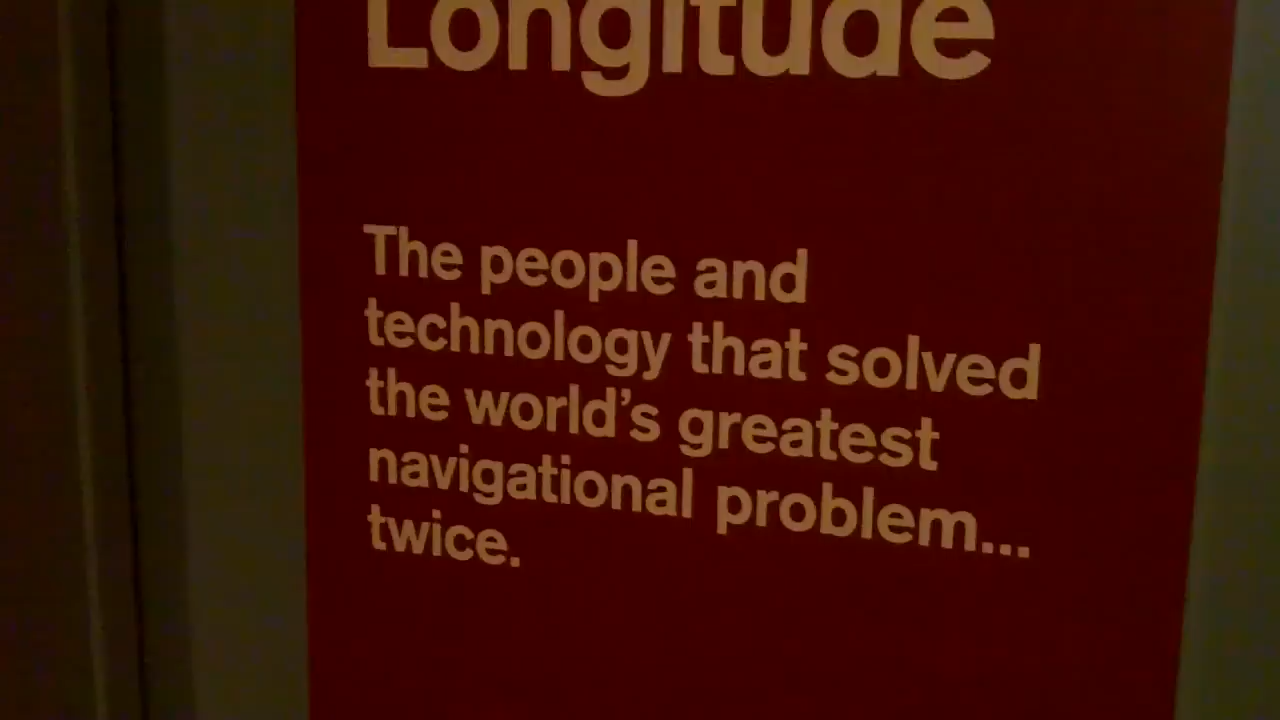 Longitude
The people and
technology that solved
the world's greatest
navigational problem...
twice.